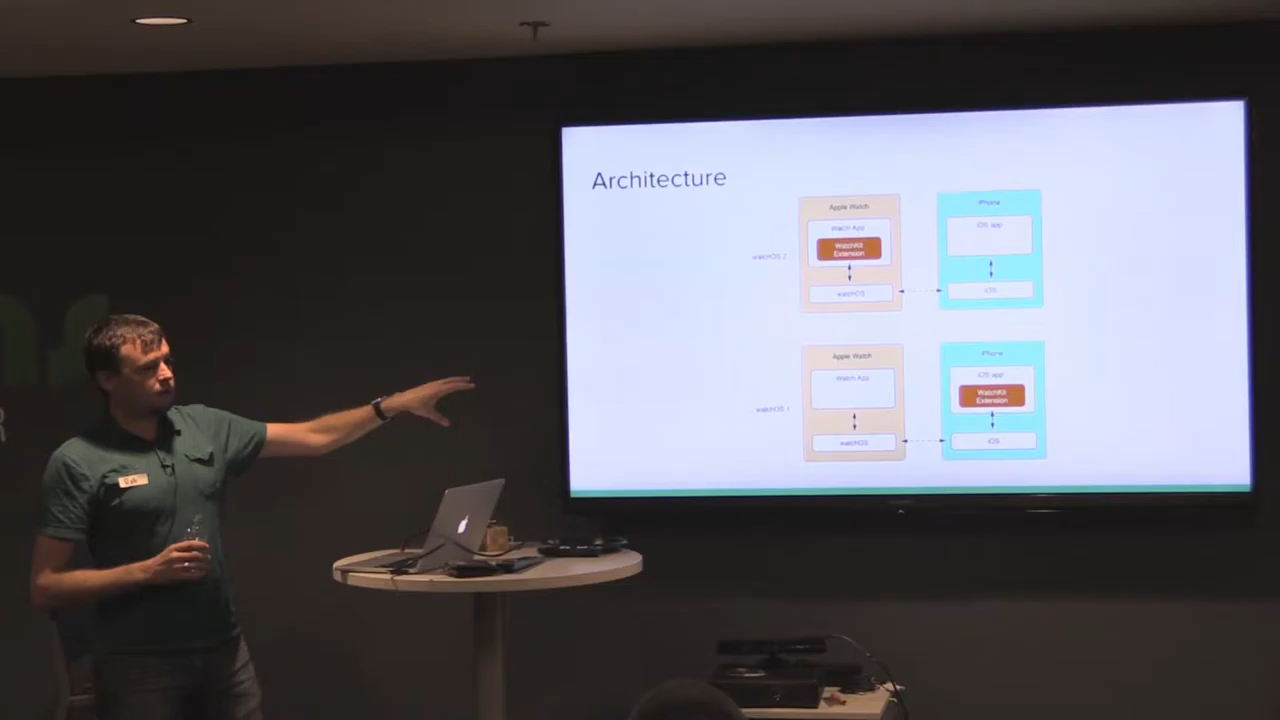 Architecture
Apple Watch
Watch App
WatchKit
Extension
watchOS
watchOS 2
iPhone
iOS app
iOS
Apple Watch
Watch App
watchOS
watchOS 1
iPhone
iOS app
WatchKit
Extension
iOS